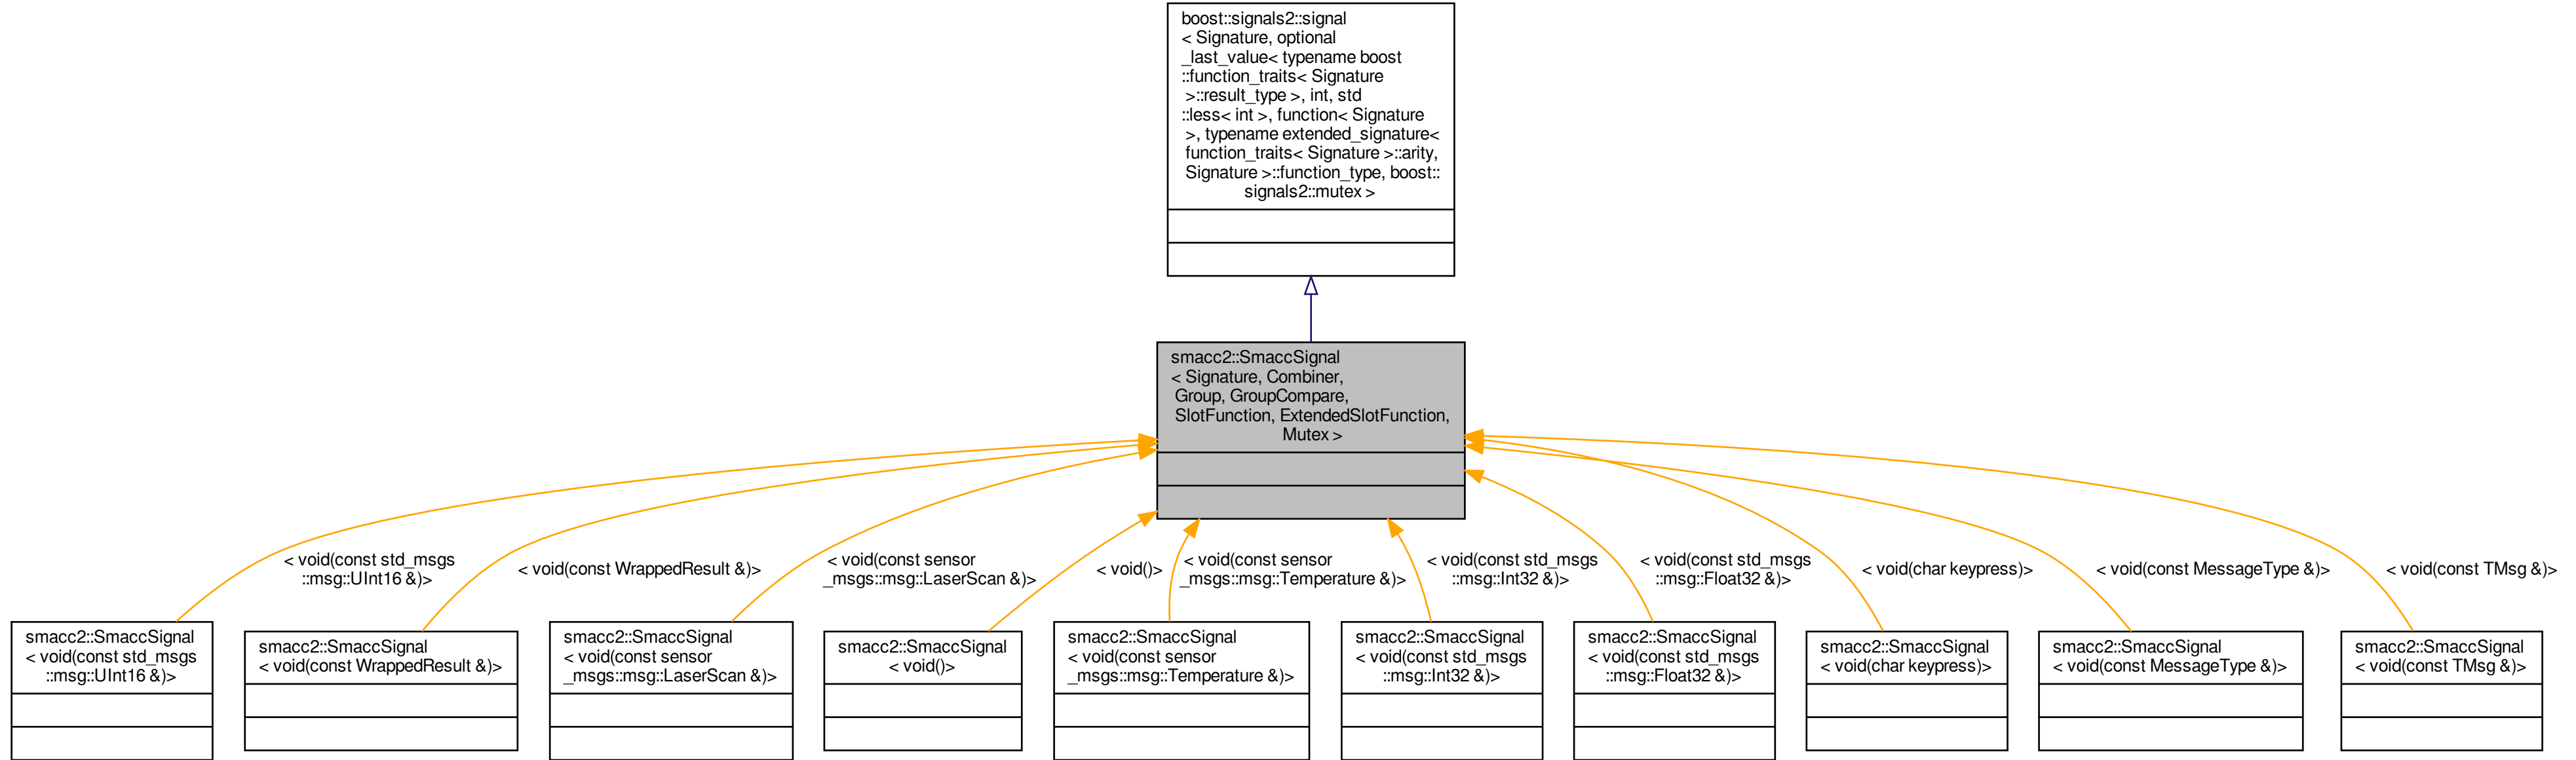 boost::signals2::signal
< Signature, optional
_last_value< typename boost
::function_traits< Signature
>::result_type >, int, std
::less< int >, function< Signature
>, typename extended_signature<
function_traits< Signature >::arity,
Signature >::function_type, boost::
signals2::mutex >
smacc2::SmaccSignal
< Signature, Combiner,
Group, GroupCompare,
SlotFunction, ExtendedSlotFunction,
Mutex >
< void(const std_msgs
::msg::UInt16 &)>
< void(const WrappedResult &)>
< void(const sensor
_msgs::msg::LaserScan &)>
< void()>
< void(const sensor
_msgs::msg::Temperature &)>
< void(const std_msgs
::msg::Int32 &)>
< void(const std_msgs
::msg::Float32 &)>
< void(char keypress)>
< void(const MessageType &)>
< void(const TMsg &)>
smacc2::SmaccSignal
< void(const std_msgs
::msg::UInt16 &)>
smacc2::SmaccSignal
< void(const WrappedResult &)>
smacc2::SmaccSignal
< void(const sensor
_msgs::msg::LaserScan &)>
smacc2::SmaccSignal
< void()>
smacc2::SmaccSignal
< void(const sensor
_msgs::msg::Temperature &)>
smacc2::SmaccSignal
< void(const std_msgs
::msg::Int32 &)>
smacc2::SmaccSignal
< void(const std_msgs
::msg::Float32 &)>
smacc2::SmaccSignal
< void(char keypress)>
smacc2::SmaccSignal
< void(const MessageType &)>
smacc2::SmaccSignal
< void(const TMsg &)>